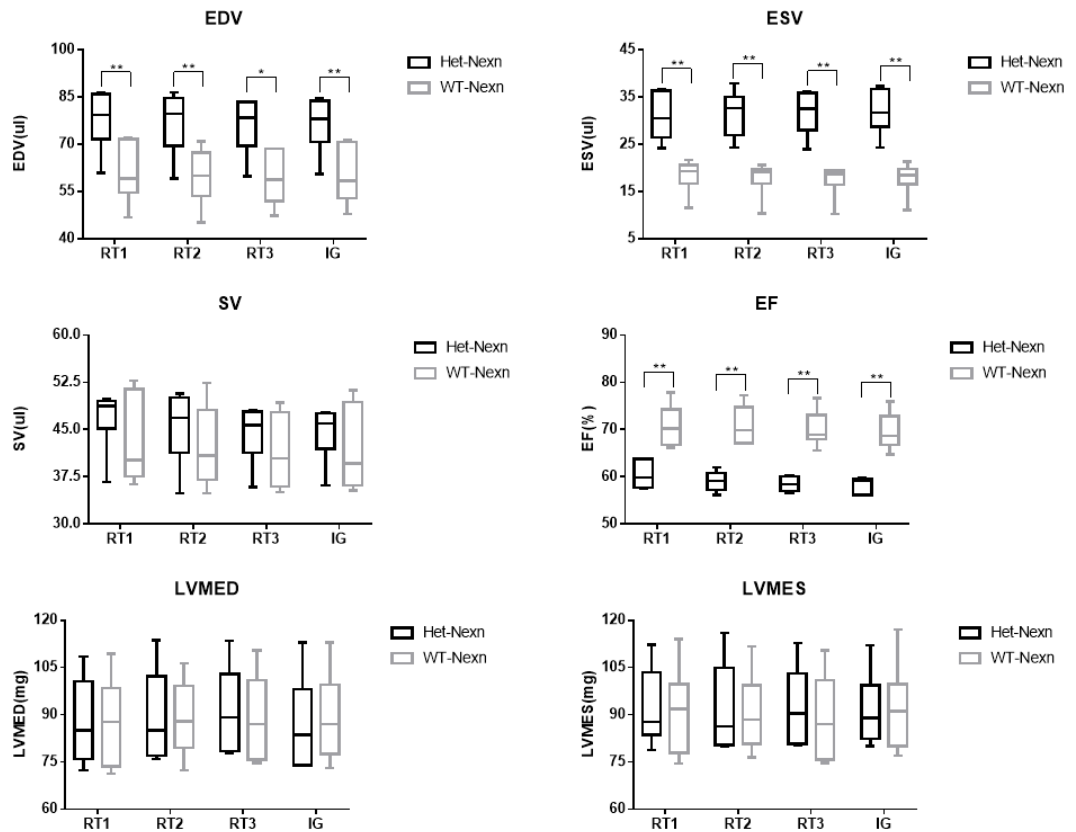 EDV
EDV(ul)
100
85
70
55
40
**
**
*
**
RT1 RT2 RT3 IG
Het-Nexn
WT-Nexn
ESV
ESV(ul)
45
35
25
15
5
**
**
**
**
RT1 RT2 RT3 IG
Het-Nexn
WT-Nexn
SV
SV(ul)
60.0
52.5
45.0
37.5
30.0
RT1 RT2 RT3 IG
Het-Nexn
WT-Nexn
EF
EF(%)
90
80
70
60
50
**
**
**
**
RT1 RT2 RT3 IG
Het-Nexn
WT-Nexn
LVMED
LVMED(mg)
120
105
90
75
60
RT1 RT2 RT3 IG
Het-Nexn
WT-Nexn
LVMES
LVMES(mg)
120
105
90
75
60
RT1 RT2 RT3 IG
Het-Nexn
WT-Nexn